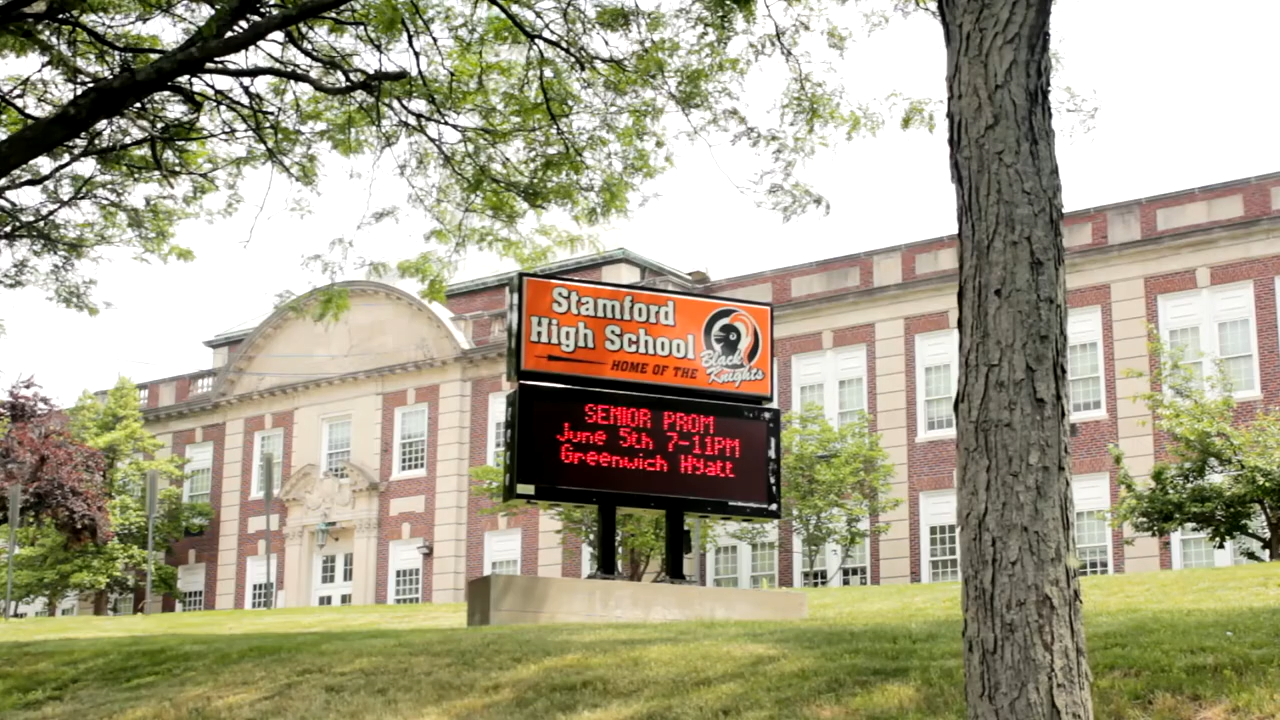 Stamford
High School
HOME OF THE
Black
Knights
SENIOR PROM
June 5th 7-11PM
Greenwich Hyatt